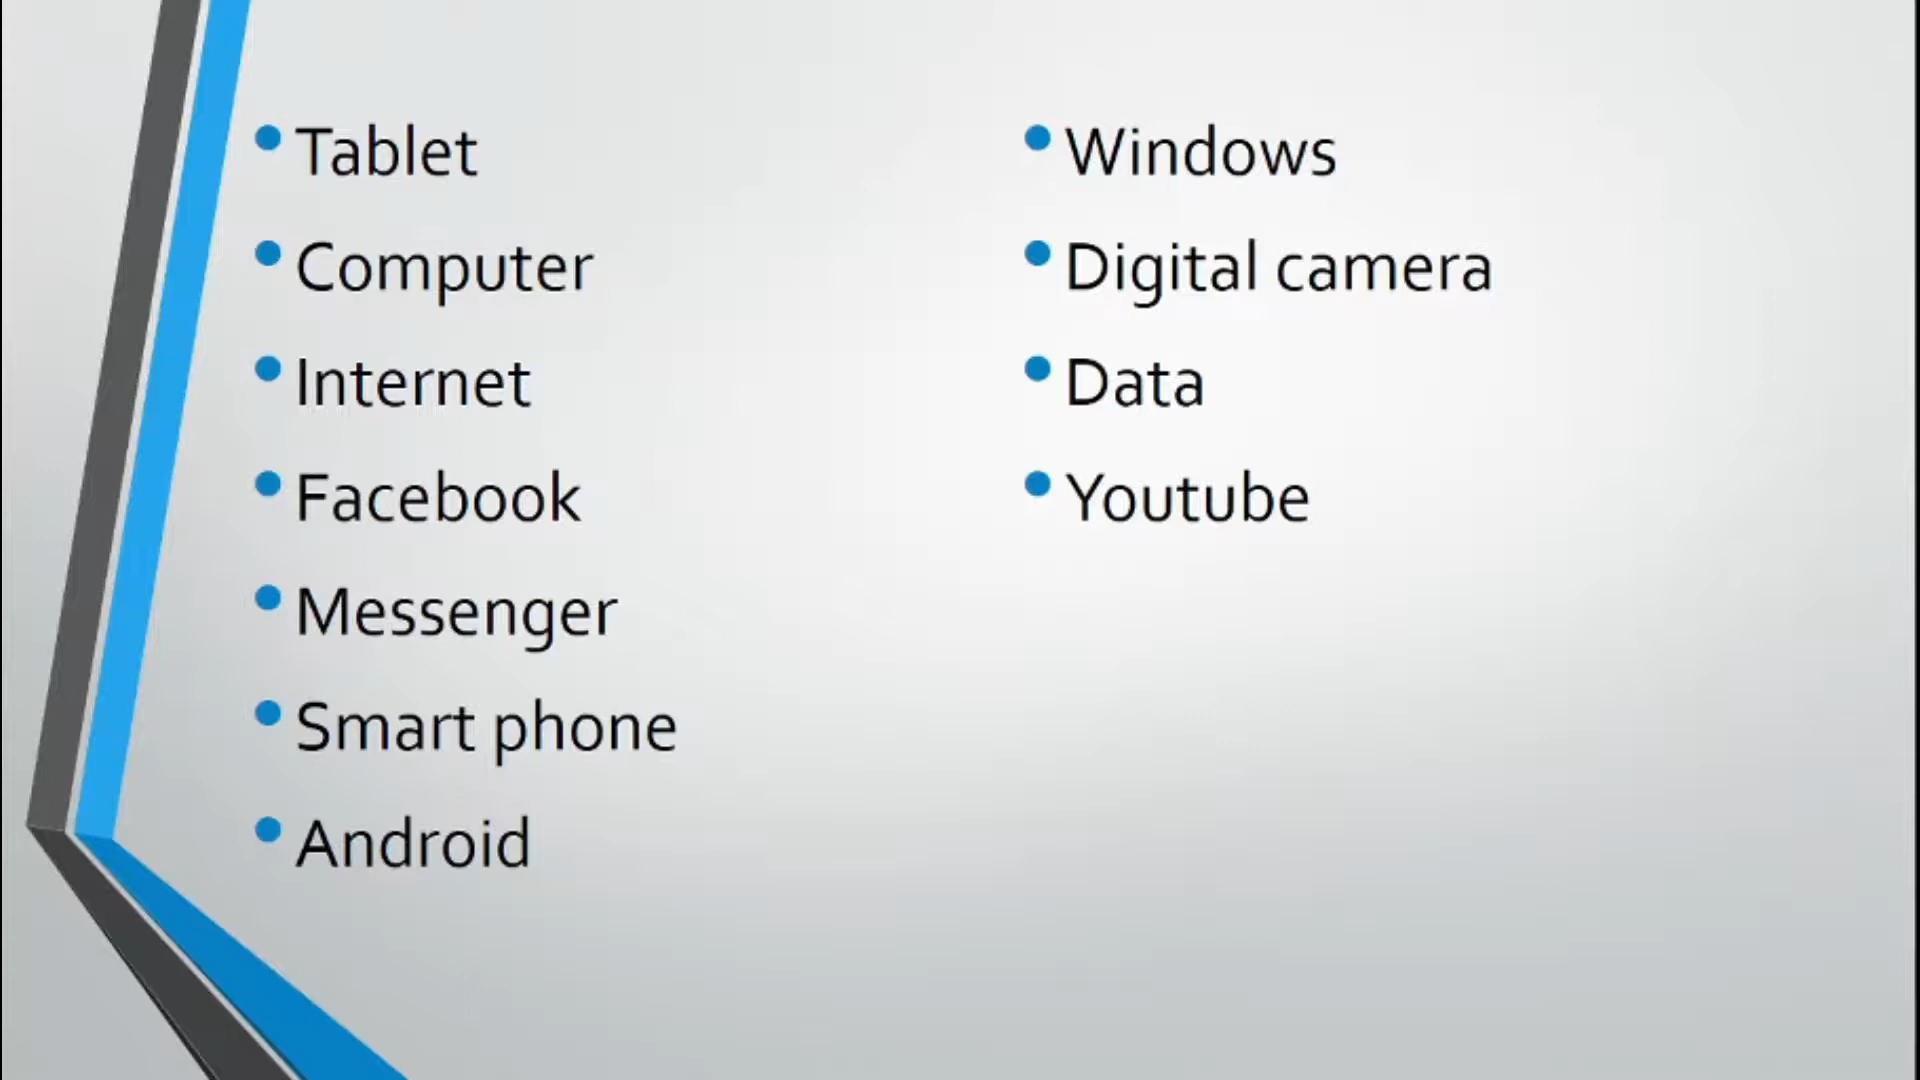 Tablet
Computer
Internet
Facebook
Messenger
Smart phone
Android
Windows
Digital camera
Data
Youtube